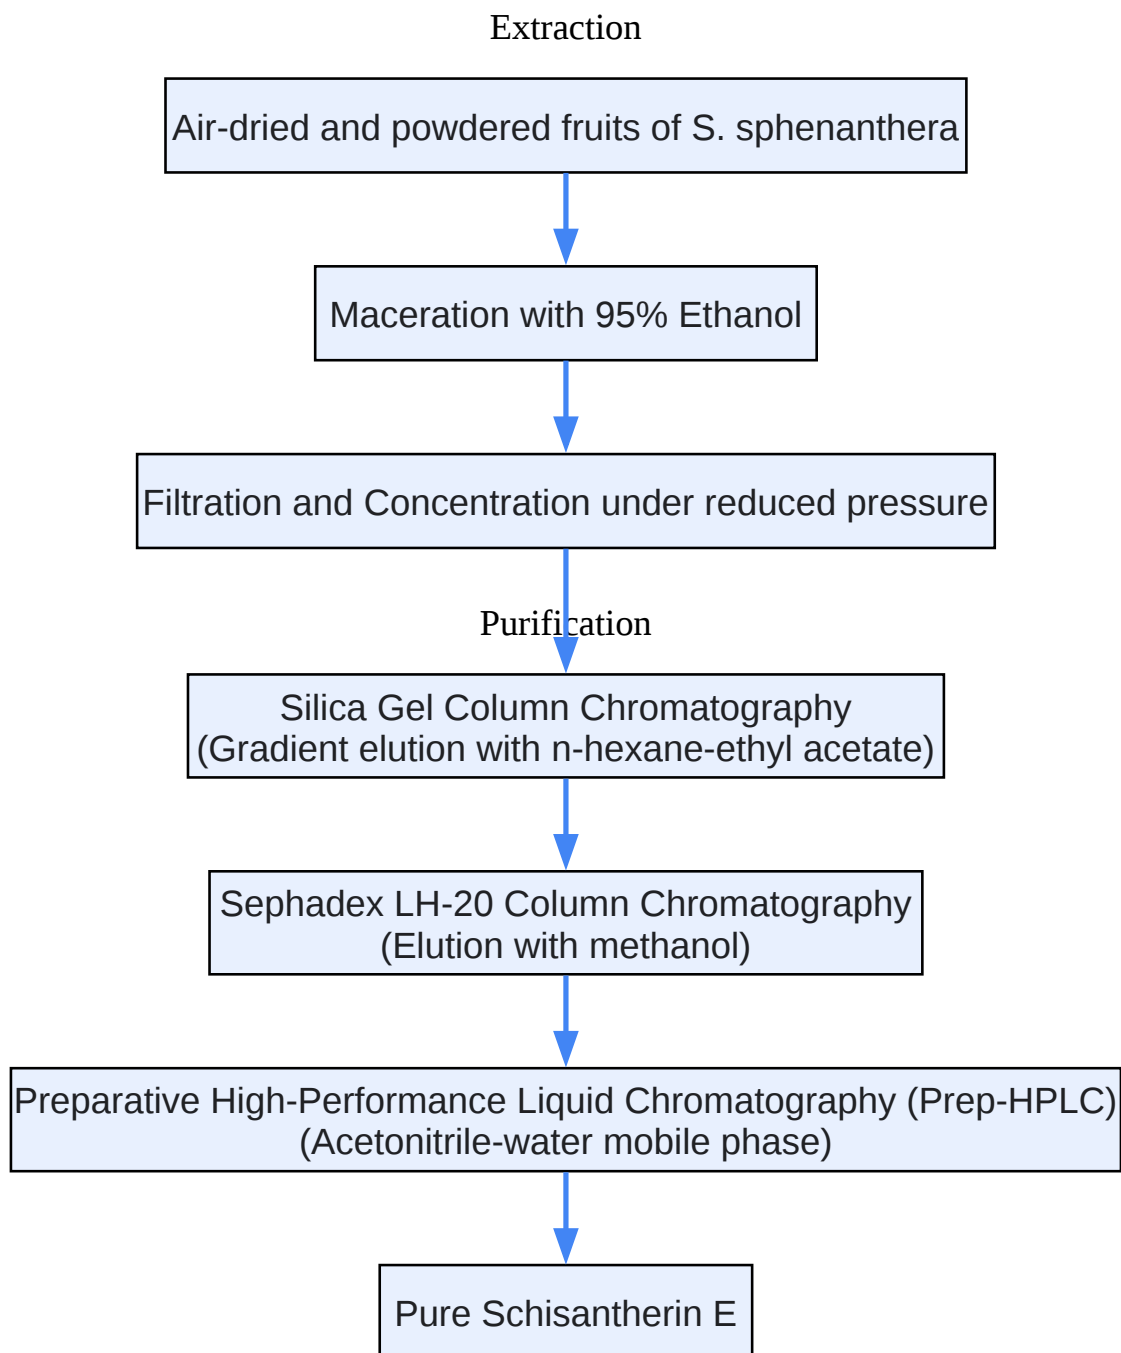 Extraction
Air-dried and powdered fruits of S. sphenanthera
Maceration with 95% Ethanol
Filtration and Concentration under reduced pressure
Purification
Silica Gel Column Chromatography
(Gradient elution with n-hexane-ethyl acetate)
Sephadex LH-20 Column Chromatography
(Elution with methanol)
Preparative High-Performance Liquid Chromatography (Prep-HPLC)
(Acetonitrile-water mobile phase)
Pure Schisantherin E